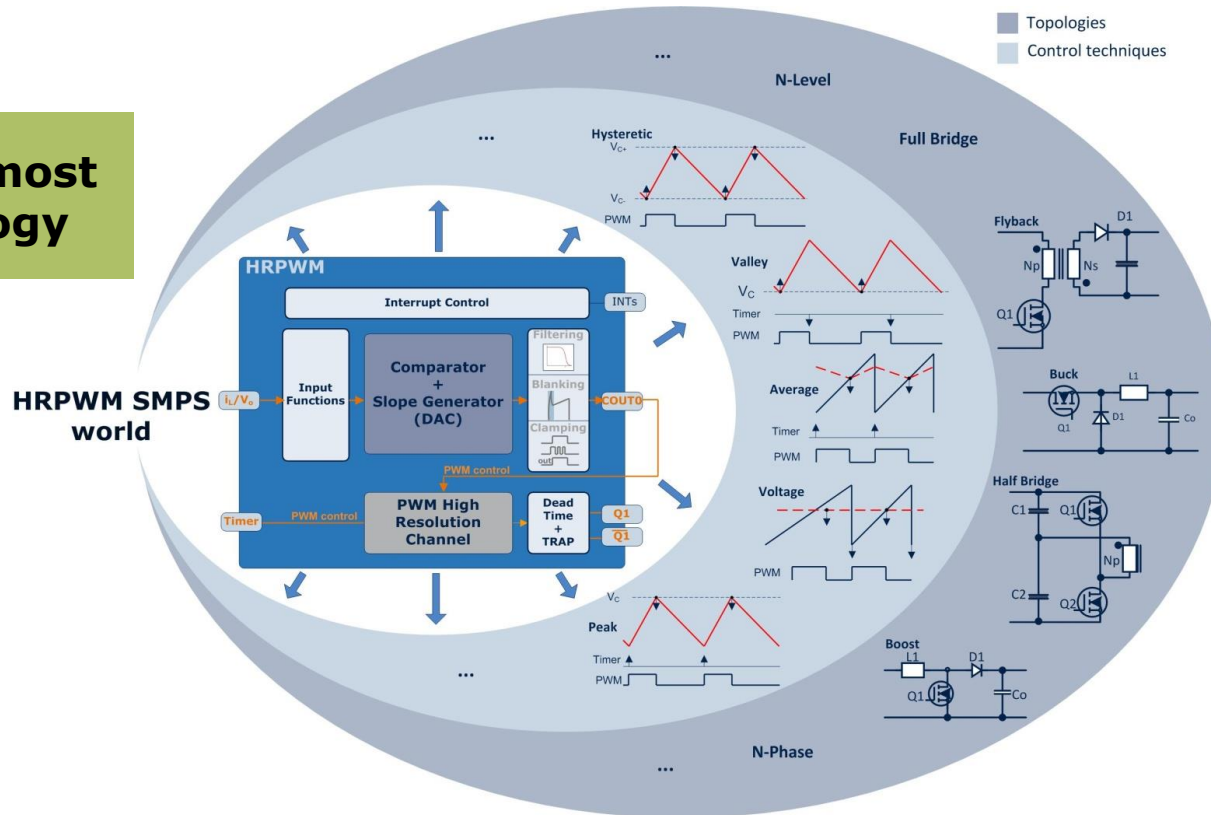 Topologies
Control techniques
...
N-Level
most
ogy
...
Hysteretic
VC+
VC-
PWM
Full Bridge
Flyback
D1
Np
Ns
Q1
HRPWM
Interrupt Control
INTs
Valley
VC
Timer
PWM
Filtering
Input
Functions
Comparator
+
Slope Generator
(DAC)
Blanking
Clamping
out
HRPWM SMPS
world
iL/Vo
COUT0
Average
Timer
PWM
Buck
L1
Q1
D1
Co
PWM control
Timer
PWM control
PWM High
Resolution
Channel
Dead
Time
+
TRAP
Q1
Q1
Voltage
PWM
Half Bridge
C1
Q1
Np
C2
Q2
VC
Peak
Timer
PWM
Boost
L1
D1
Q1
Co
...
N-Phase
...